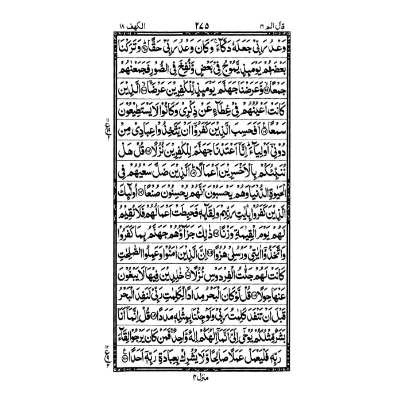 قال الم ١٦ ٢٧٥ الكهف ١٨
وَعْدُ رَبِّيْ جَعَلَهٗ دَكَّآءَ ۚ وَكَانَ وَعْدُ رَبِّيْ حَقًّا ۝ وَتَرَكْنَا
بَعْضَهُمْ يَوْمَئِذٍ يَّمُوْجُ فِيْ بَعْضٍ وَّنُفِخَ فِي الصُّوْرِ فَجَمَعْنٰهُمْ
جَمْعًا ۝ وَّعَرَضْنَا جَهَنَّمَ يَوْمَئِذٍ لِّلْكٰفِرِيْنَ عَرْضًا ۝ الَّذِيْنَ
كَانَتْ اَعْيُنُهُمْ فِيْ غِطَآءٍ عَنْ ذِكْرِيْ وَكَانُوْا لَا يَسْتَطِيْعُوْنَ
سَمْعًا ۝ اَفَحَسِبَ الَّذِيْنَ كَفَرُوْٓا اَنْ يَّتَّخِذُوْا عِبَادِيْ مِنْ
دُوْنِيْٓ اَوْلِيَآءَ ؕ اِنَّآ اَعْتَدْنَا جَهَنَّمَ لِلْكٰفِرِيْنَ نُزُلًا ۝ قُلْ هَلْ
نُنَبِّئُكُمْ بِالْاَخْسَرِيْنَ اَعْمَالًا ۝ اَلَّذِيْنَ ضَلَّ سَعْيُهُمْ فِي
الْحَيٰوةِ الدُّنْيَا وَهُمْ يَحْسَبُوْنَ اَنَّهُمْ يُحْسِنُوْنَ صُنْعًا ۝ اُولٰٓئِكَ
الَّذِيْنَ كَفَرُوْا بِاٰيٰتِ رَبِّهِمْ وَلِقَآئِهٖ فَحَبِطَتْ اَعْمَالُهُمْ فَلَا نُقِيْمُ
لَهُمْ يَوْمَ الْقِيٰمَةِ وَزْنًا ۝ ذٰلِكَ جَزَآؤُهُمْ جَهَنَّمُ بِمَا كَفَرُوْا
وَاتَّخَذُوْٓا اٰيٰتِيْ وَرُسُلِيْ هُزُوًا ۝ اِنَّ الَّذِيْنَ اٰمَنُوْا وَعَمِلُوا الصّٰلِحٰتِ
كَانَتْ لَهُمْ جَنّٰتُ الْفِرْدَوْسِ نُزُلًا ۝ خٰلِدِيْنَ فِيْهَا لَا يَبْغُوْنَ
عَنْهَا حِوَلًا ۝ قُلْ لَّوْ كَانَ الْبَحْرُ مِدَادًا لِّكَلِمٰتِ رَبِّيْ لَنَفِدَ الْبَحْرُ
قَبْلَ اَنْ تَنْفَدَ كَلِمٰتُ رَبِّيْ وَلَوْ جِئْنَا بِمِثْلِهٖ مَدَدًا ۝ قُلْ اِنَّمَآ اَنَا
بَشَرٌ مِّثْلُكُمْ يُوْحٰٓى اِلَيَّ اَنَّمَآ اِلٰهُكُمْ اِلٰهٌ وَّاحِدٌ ۚ فَمَنْ كَانَ يَرْجُوْا لِقَآءَ
رَبِّهٖ فَلْيَعْمَلْ عَمَلًا صَالِحًا وَّلَا يُشْرِكْ بِعِبَادَةِ رَبِّهٖٓ اَحَدًا ۝
منزل ٤